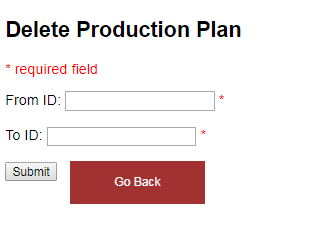 Delete Production Plan
* required field
From ID: *
To ID: *
Submit Go Back